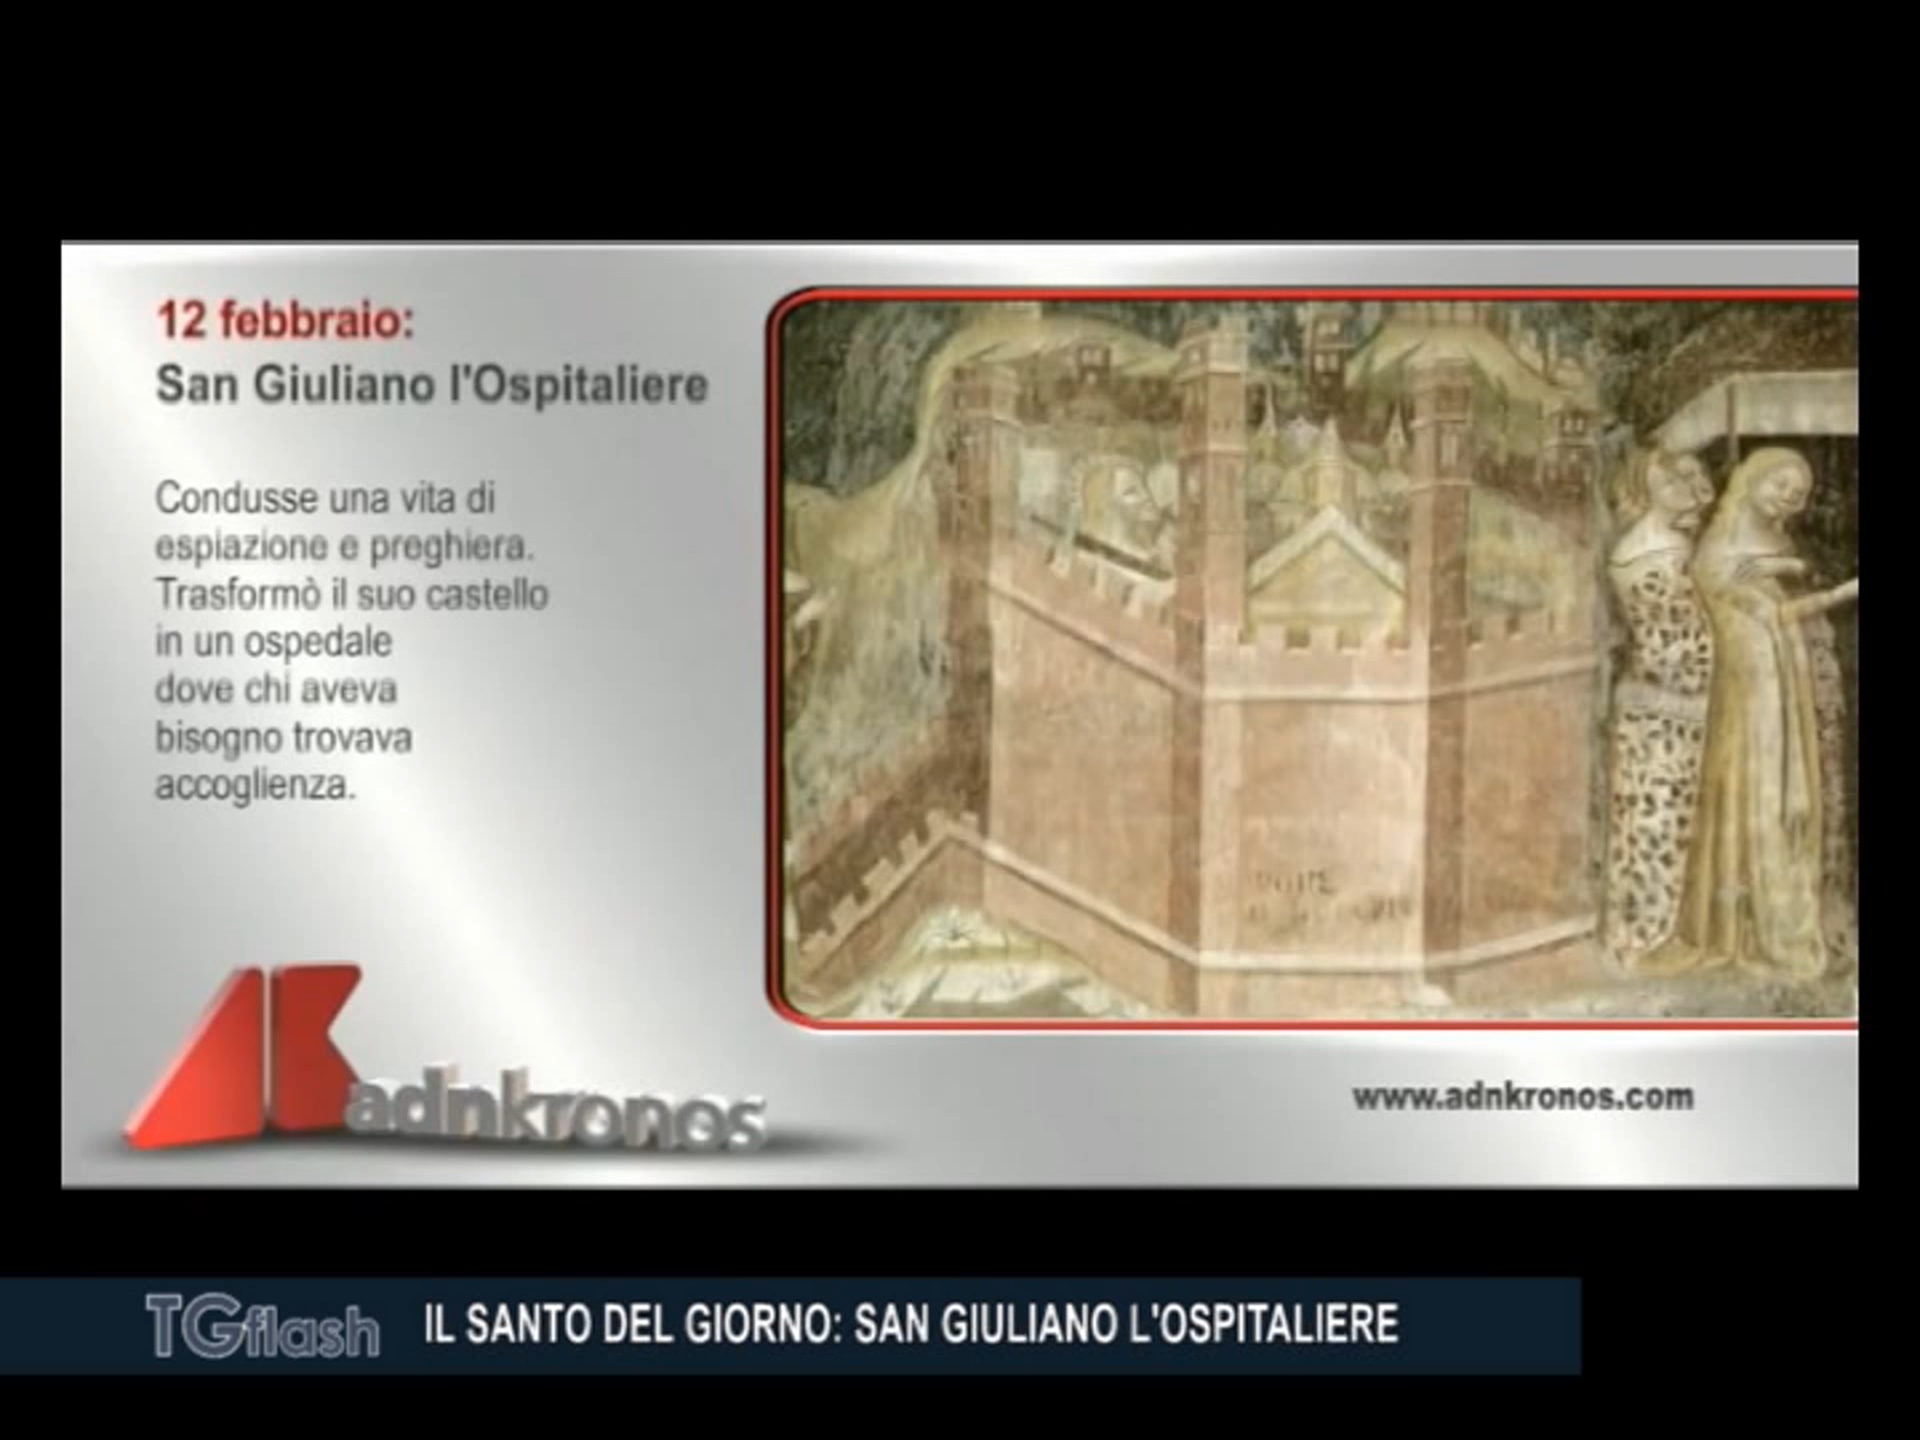 12 febbraio:
San Giuliano l'Ospitaliere
Condusse una vita di
espiazione e preghiera.
Trasformò il suo castello
in un ospedale
dove chi aveva
bisogno trovava
accoglienza.
adnkronos
www.adnkronos.com
TGflash IL SANTO DEL GIORNO: SAN GIULIANO L'OSPITALIERE